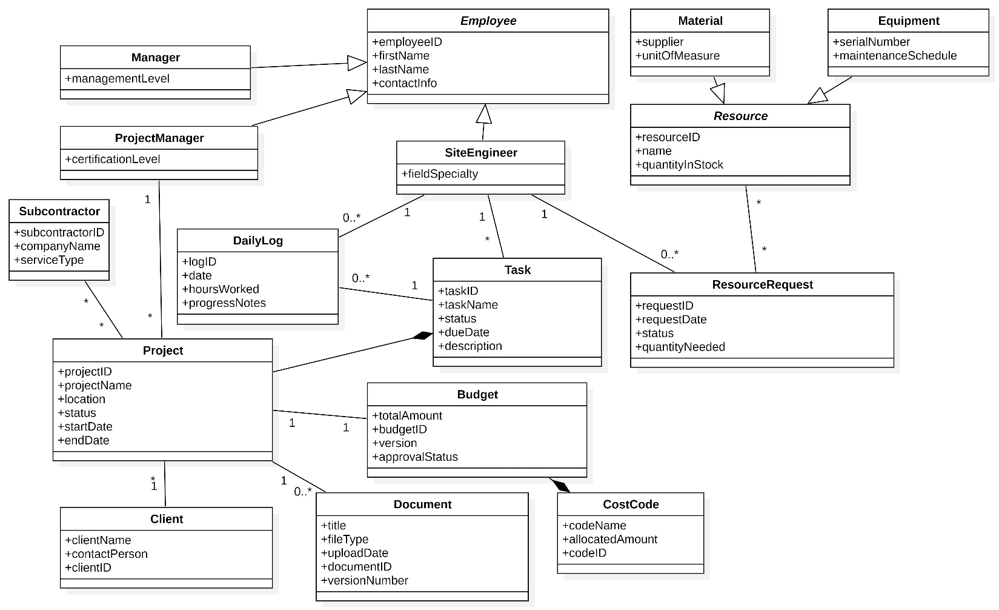 Employee
+employeeID
+firstName
+lastName
+contactInfo
Material
+supplier
+unitOfMeasure
Equipment
+serialNumber
+maintenanceSchedule
Manager
+managementLevel
ProjectManager
+certificationLevel
Resource
+resourceID
+name
+quantityInStock
SiteEngineer
+fieldSpecialty
Subcontractor
+subcontractorID
+companyName
+serviceType
1
0..*
1
1
*
1
0..*
*
*
DailyLog
+logID
+date
+hoursWorked
+progressNotes
Task
+taskID
+taskName
+status
+dueDate
+description
0..*
1
ResourceRequest
+requestID
+requestDate
+status
+quantityNeeded
*
*
*
Project
+projectID
+projectName
+location
+status
+startDate
+endDate
Budget
+totalAmount
+budgetID
+version
+approvalStatus
1
1
*
1
1
0..*
Client
+clientName
+contactPerson
+clientID
Document
+title
+fileType
+uploadDate
+documentID
+versionNumber
CostCode
+codeName
+allocatedAmount
+codeID